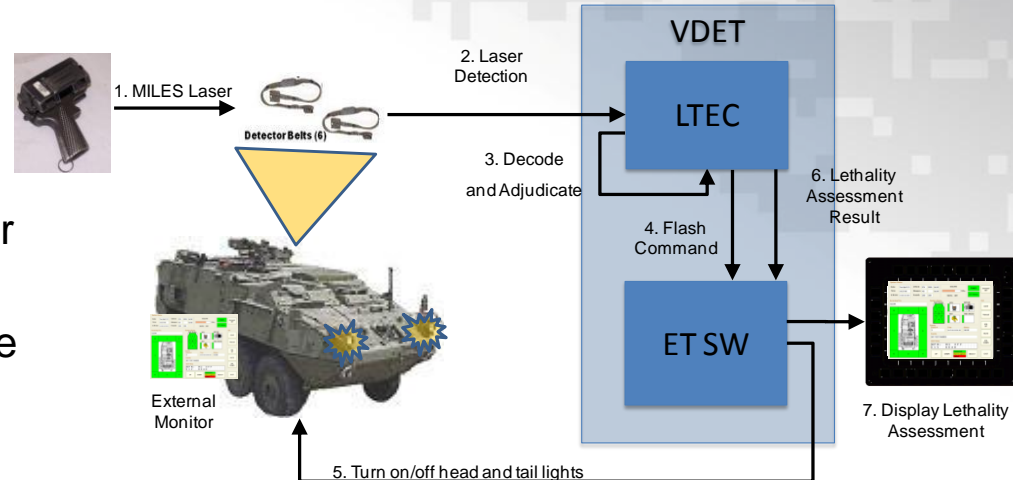 VDET
1. MILES Laser
2. Laser
Detection
Detector Belts (6)
LTEC
3. Decode
and Adjudicate
4. Flash
Command
6. Lethality
Assessment
Result
r
e
ET SW
External
Monitor
7. Display Lethality
Assessment
5. Turn on/off head and tail lights